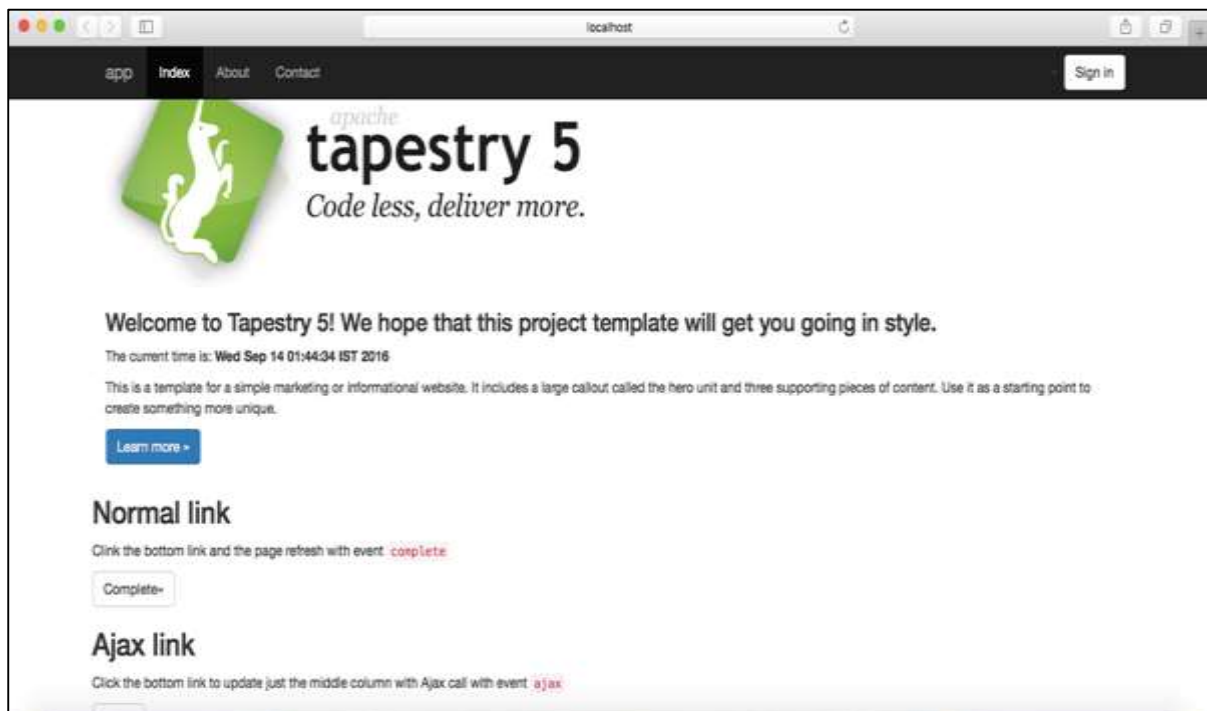 localhost
app Index About Contact Sign in
apache
tapestry 5
Code less, deliver more.
Welcome to Tapestry 5! We hope that this project template will get you going in style.
The current time is: Wed Sep 14 01:44:34 IST 2016
This is a template for a simple marketing or informational website. It includes a large callout called the hero unit and three supporting pieces of content. Use it as a starting point to
create something more unique.
Learn more »
Normal link
Clink the bottom link and the page refresh with event complete
Complete»
Ajax link
Click the bottom link to update just the middle column with Ajax call with event ajax